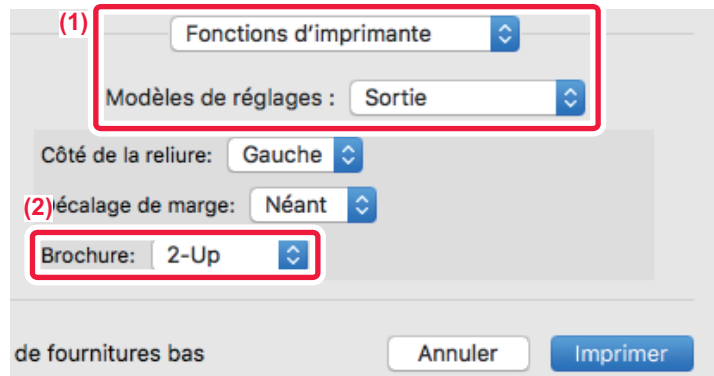 (1)
Fonctions d'imprimante
Modèles de réglages : Sortie
Côté de la reliure: Gauche
(2) écalage de marge: Néant
Brochure: 2-Up
de fournitures bas
Annuler Imprimer